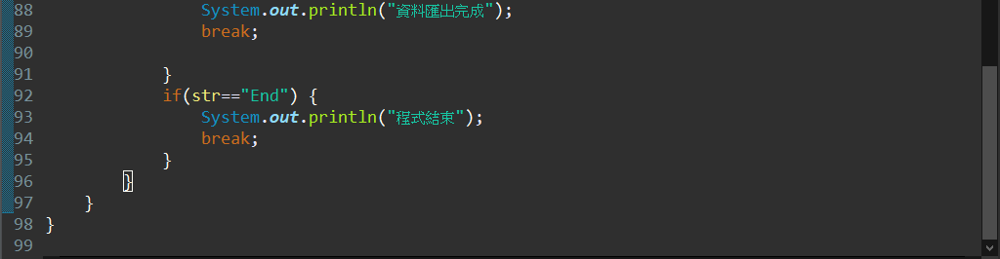 88 System.out.println("資料匯出完成");
89 break;
90
91 }
92 if(str=="End") {
93 System.out.println("程式結束");
94 break;
95 }
96 }
97 }
98 }
99